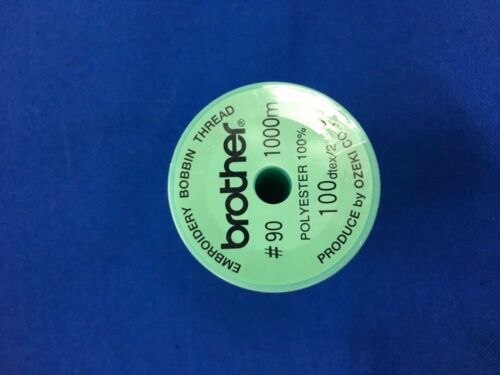 EMBROIDERY BOBBIN THREAD
brother®
#90 1000m
POLYESTER 100%
100dtex/2
PRODUCE by OZEKI